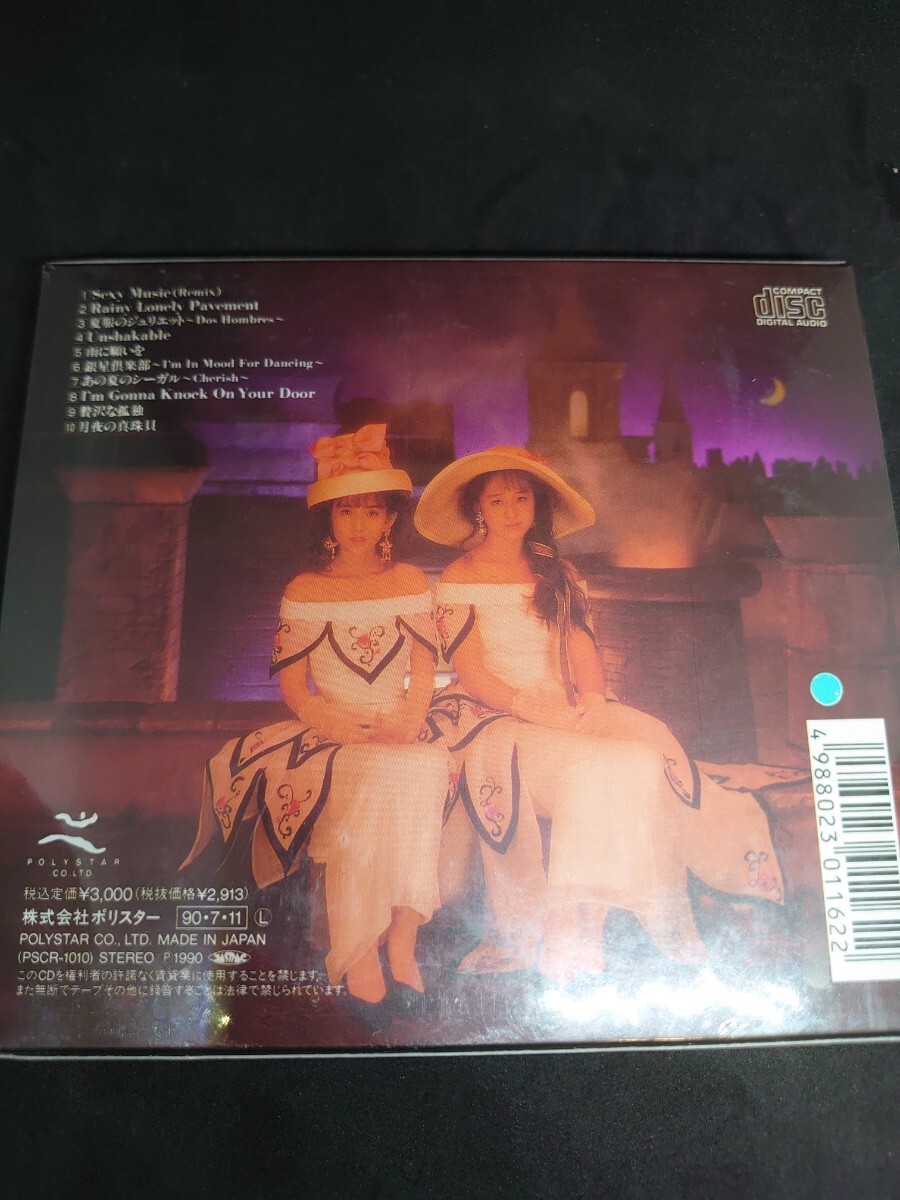 1 Sexy Music (Remix)
2 Rainy Lonely Pavement
3 夏服のジュリエット~Dos Hombres~
4 Unshakable
5 雨に願いを
6 銀星倶楽部~I'm In Mood For Dancing~
7 あの夏のシーガル~Cherish~
8 I'm Gonna Knock On Your Door
9 贅沢な孤独
10 月夜の真珠貝
COMPACT
disc
DIGITAL AUDIO
POLYSTAR
CO.LTD
税込定価¥3,000(税抜価格¥2,913)
株式会社ポリスター 90・7・11 L
POLYSTAR CO., LTD. MADE IN JAPAN
(PSCR-1010) STEREO ℗1990 JASRAC
このCDを権利者の許諾なく賃貸業に使用することを禁じます。
また無断でテープその他に録音することは法律で禁じられています。
4 988023 011622